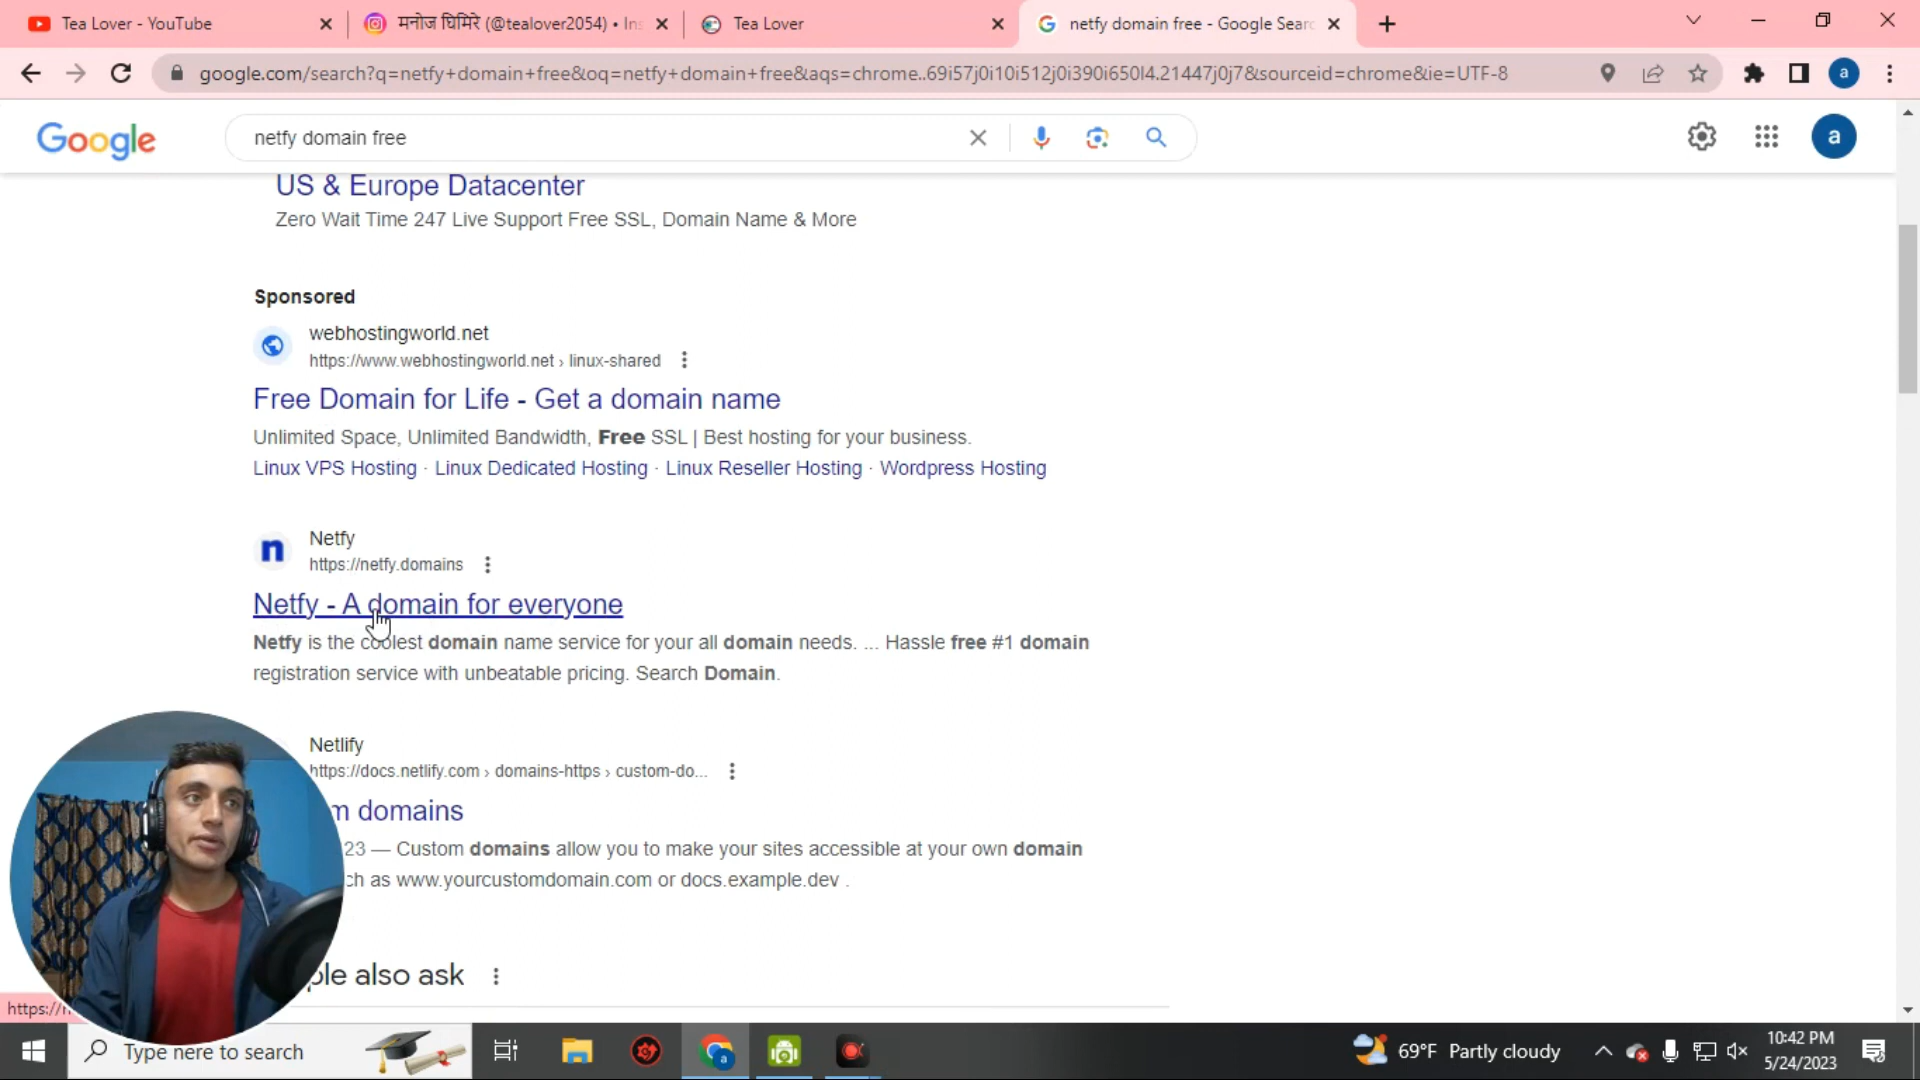 Tea Lover - YouTube
मनोज घिमिरे (@tealover2054) • Ins
Tea Lover
netfy domain free - Google Searc
google.com/search?q=netfy+domain+free&oq=netfy+domain+free&aqs=chrome..69i57j0i10i512j0i390i650l4.21447j0j7&sourceid=chrome&ie=UTF-8
a
Google
netfy domain free
a
US & Europe Datacenter
Zero Wait Time 247 Live Support Free SSL, Domain Name & More
Sponsored
webhostingworld.net
https://www.webhostingworld.net › linux-shared
Free Domain for Life - Get a domain name
Unlimited Space, Unlimited Bandwidth, Free SSL | Best hosting for your business.
Linux VPS Hosting · Linux Dedicated Hosting · Linux Reseller Hosting · Wordpress Hosting
n
Netfy
https://netfy.domains
Netfy - A domain for everyone
Netfy is the coolest domain name service for your all domain needs. ... Hassle free #1 domain
registration service with unbeatable pricing. Search Domain.
Netlify
https://docs.netlify.com › domains-https › custom-do...
m domains
23 — Custom domains allow you to make your sites accessible at your own domain
ch as www.yourcustomdomain.com or docs.example.dev .
ple also ask
https://n
Type here to search
a
69°F Partly cloudy
10:42 PM
5/24/2023